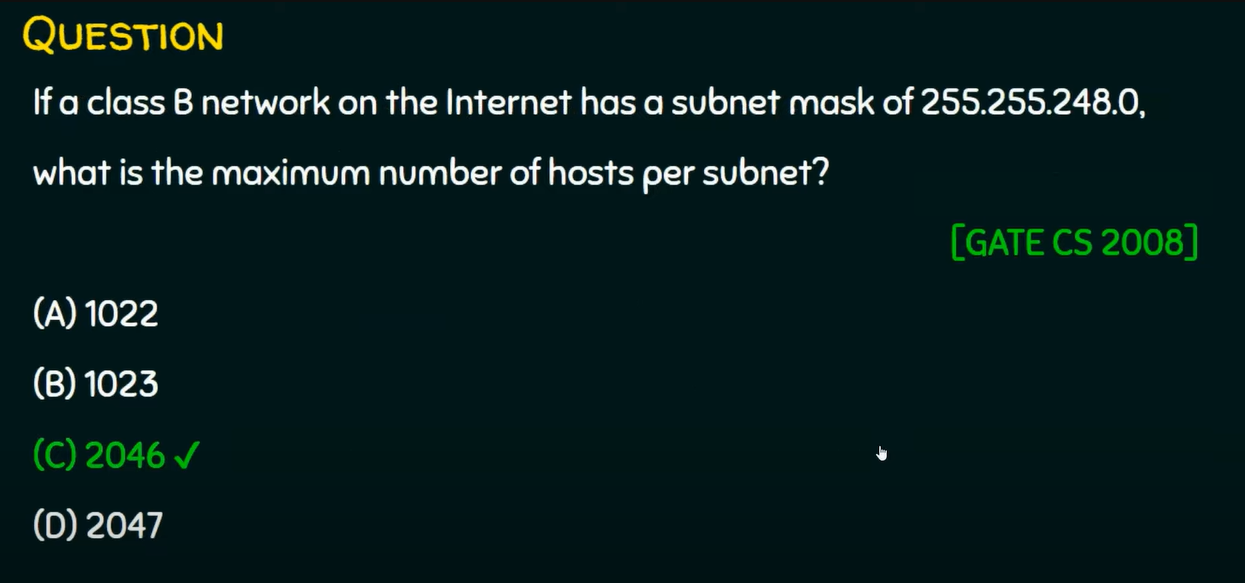 QUESTION
If a class B network on the Internet has a subnet mask of 255.255.248.0,
what is the maximum number of hosts per subnet?
[GATE CS 2008]
(A) 1022
(B) 1023
(C) 2046 ✓
(D) 2047